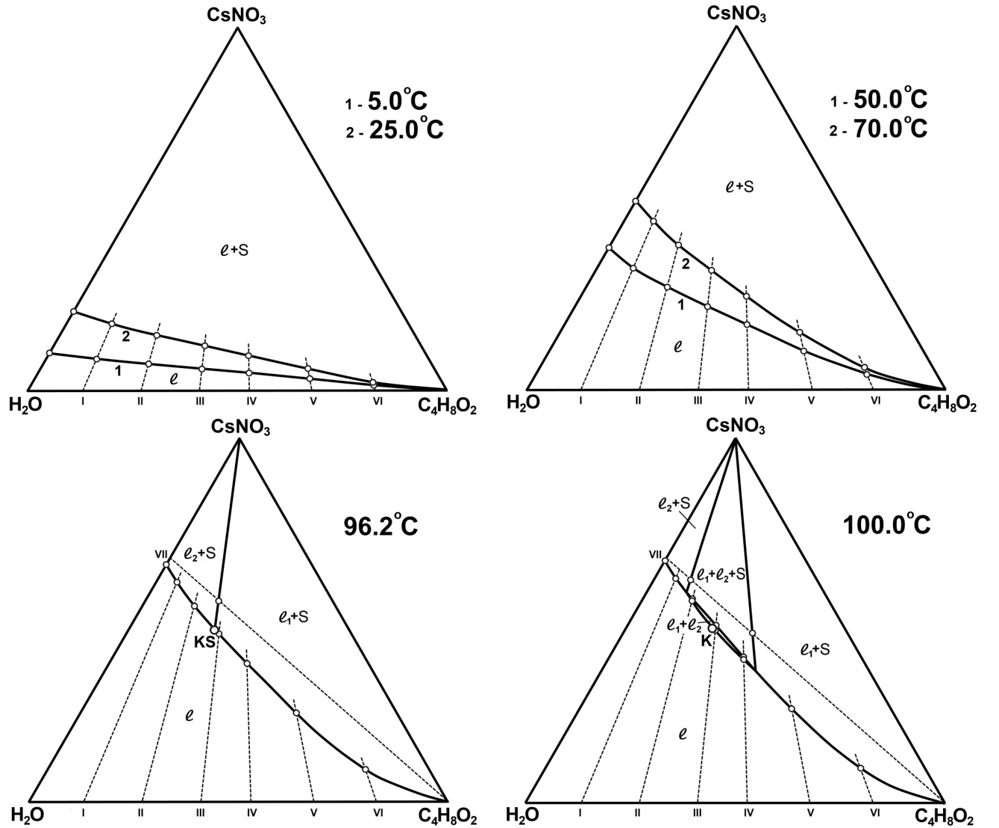 CsNO₃
1 - 5.0°C
2 - 25.0°C
ℓ+S
2
1
ℓ
H₂O
I
II
III
IV
V
VI
C₄H₈O₂
CsNO₃
1 - 50.0°C
2 - 70.0°C
ℓ+S
2
1
ℓ
H₂O
I
II
III
IV
V
VI
C₄H₈O₂
CsNO₃
96.2°C
VII
ℓ₂+S
ℓ₁+S
KS
ℓ
H₂O
I
II
III
IV
V
VI
C₄H₈O₂
CsNO₃
ℓ₂+S
100.0°C
VII
ℓ₁+ℓ₂+S
ℓ₁+ℓ₂
K
ℓ₁+S
ℓ
H₂O
I
II
III
IV
V
VI
C₄H₈O₂